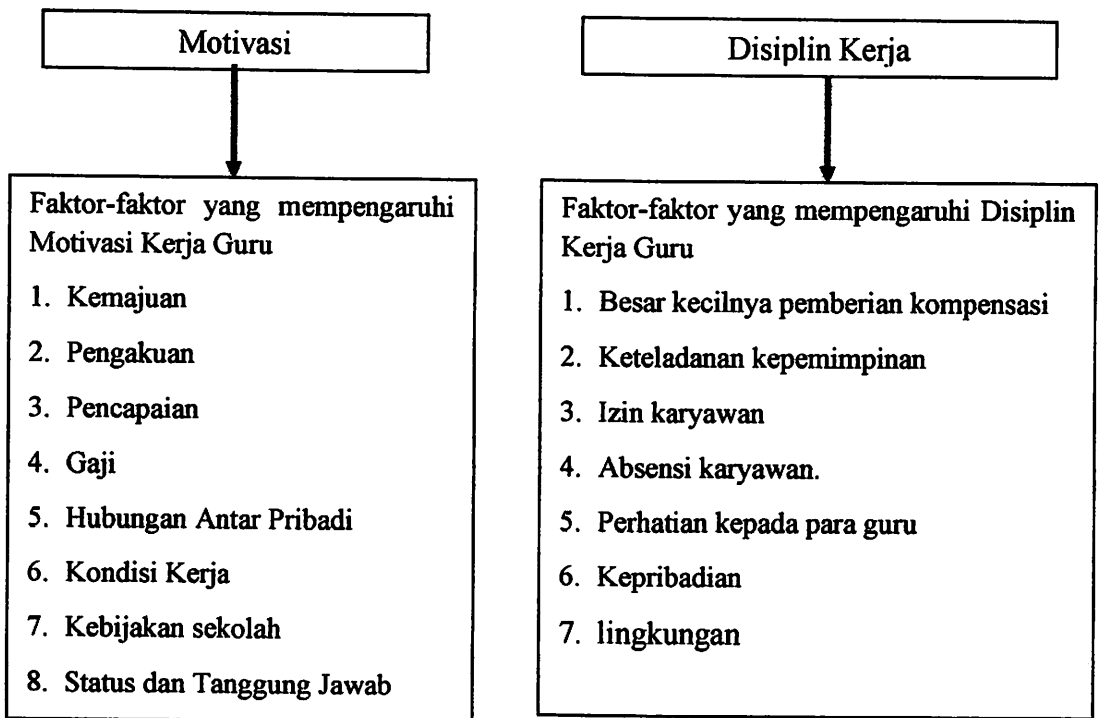 Motivasi
Faktor-faktor yang mempengaruhi
Motivasi Kerja Guru
1. Kemajuan
2. Pengakuan
3. Pencapaian
4. Gaji
5. Hubungan Antar Pribadi
6. Kondisi Kerja
7. Kebijakan sekolah
8. Status dan Tanggung Jawab
Disiplin Kerja
Faktor-faktor yang mempengaruhi Disiplin
Kerja Guru
1. Besar kecilnya pemberian kompensasi
2. Keteladanan kepemimpinan
3. Izin karyawan
4. Absensi karyawan.
5. Perhatian kepada para guru
6. Kepribadian
7. lingkungan